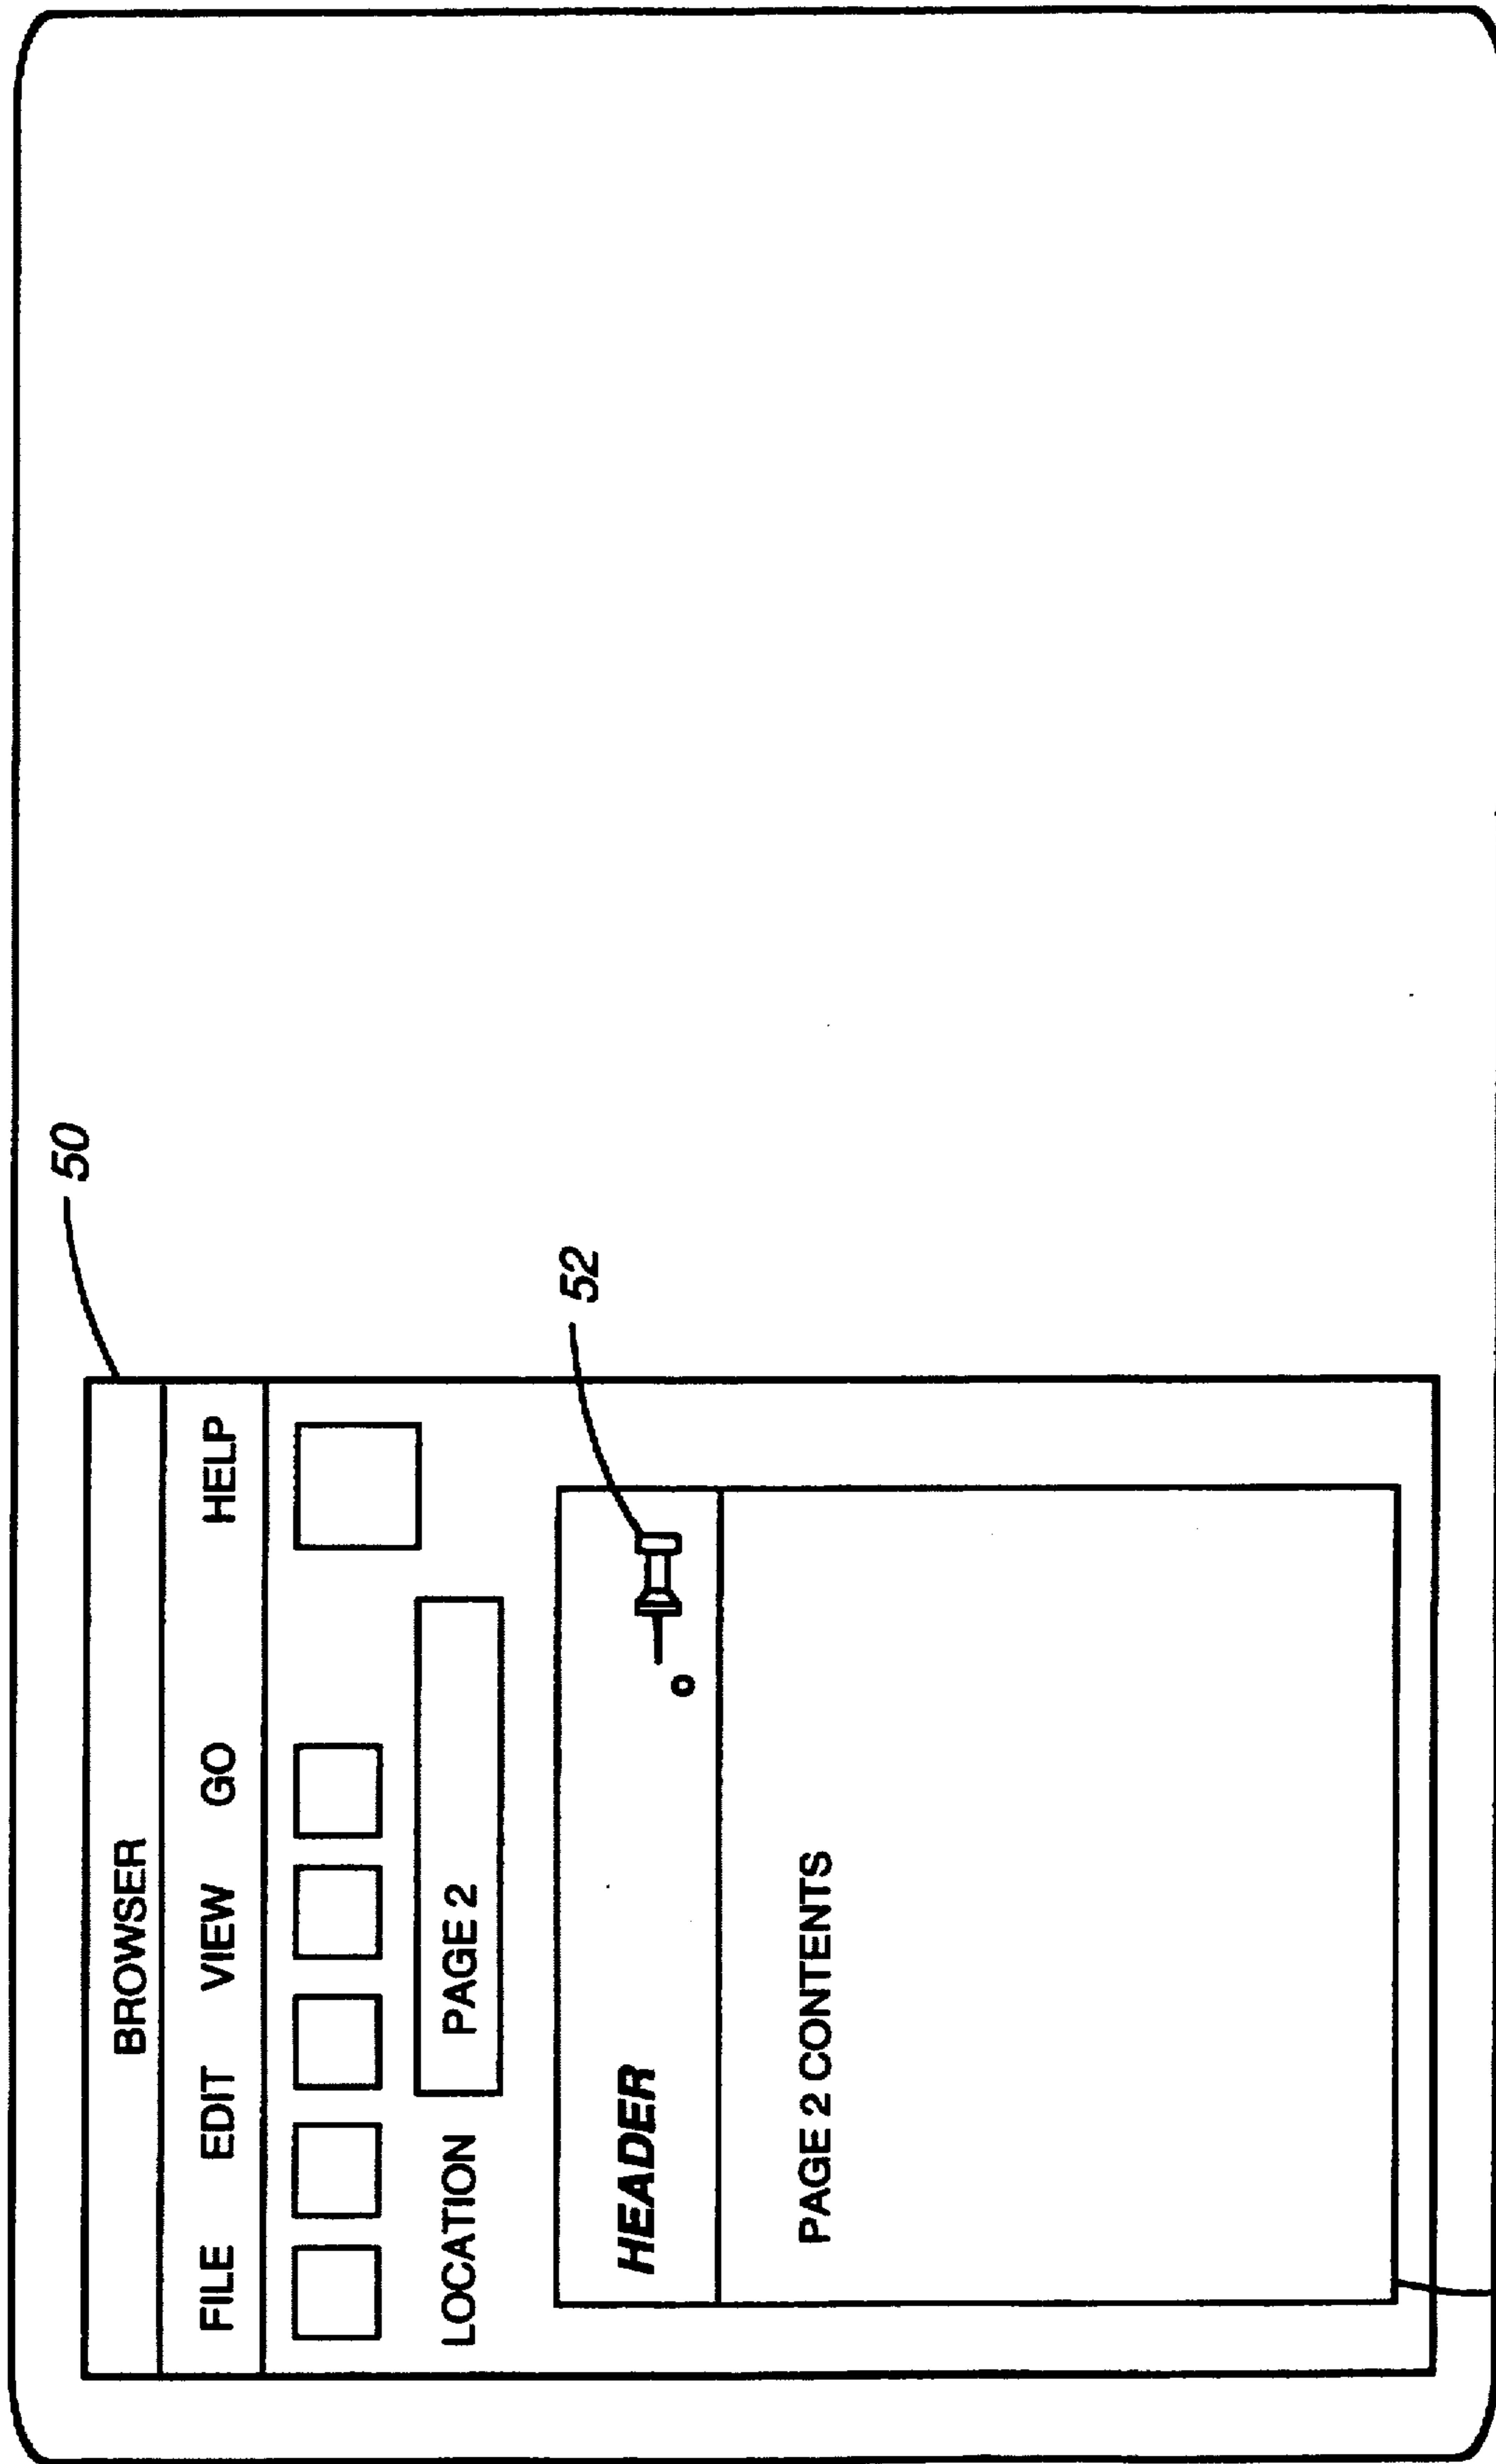 50
BROWSER
FILE EDIT VIEW GO HELP
LOCATION PAGE 2
52
HEADER
PAGE 2 CONTENTS